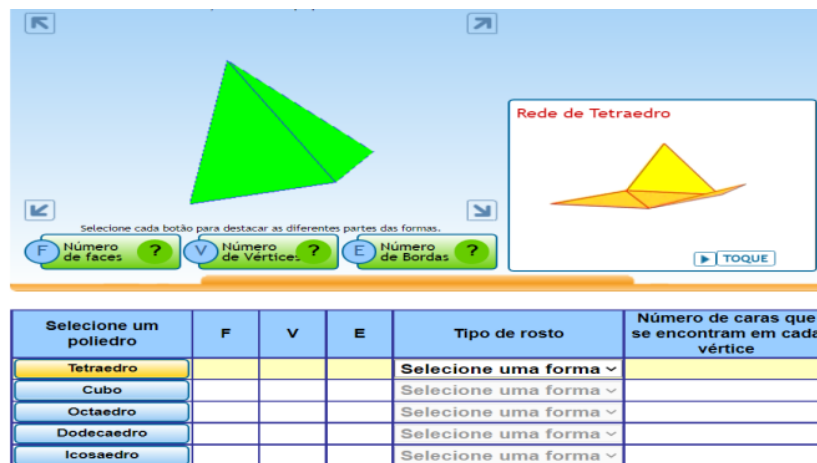 Rede de Tetraedro
Selecione cada botão para destacar as diferentes partes das formas.
F Número de faces ?
V Número de Vértices ?
E Número de Bordas ?
TOQUE
Selecione um poliedro F V E Tipo de rosto Número de caras que se encontram em cada vértice
Tetraedro Selecione uma forma
Cubo Selecione uma forma
Octaedro Selecione uma forma
Dodecaedro Selecione uma forma
Icosaedro Selecione uma forma